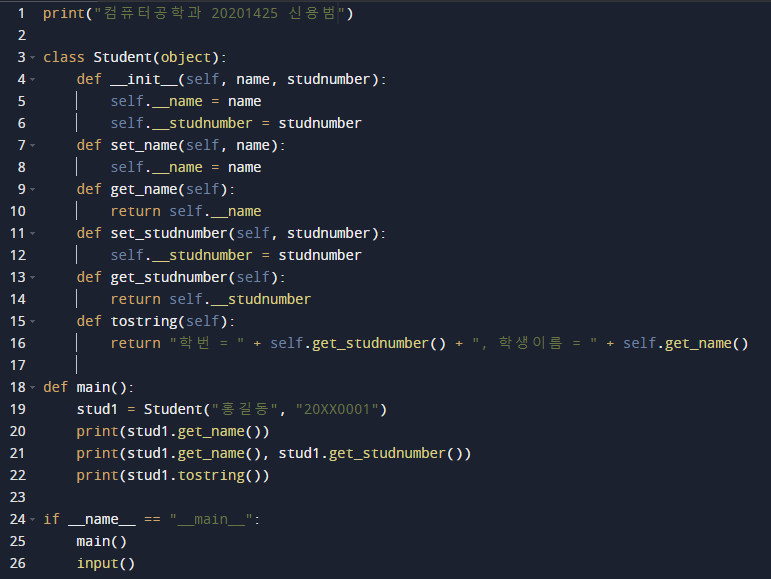 1 print("컴퓨터공학과 20201425 신용범")
2
3 class Student(object):
4     def __init__(self, name, studnumber):
5         self.__name = name
6         self.__studnumber = studnumber
7     def set_name(self, name):
8         self.__name = name
9     def get_name(self):
10         return self.__name
11     def set_studnumber(self, studnumber):
12         self.__studnumber = studnumber
13     def get_studnumber(self):
14         return self.__studnumber
15     def tostring(self):
16         return "학번 = " + self.get_studnumber() + ", 학생이름 = " + self.get_name()
17
18 def main():
19     stud1 = Student("홍길동", "20XX0001")
20     print(stud1.get_name())
21     print(stud1.get_name(), stud1.get_studnumber())
22     print(stud1.tostring())
23
24 if __name__ == "__main__":
25     main()
26     input()